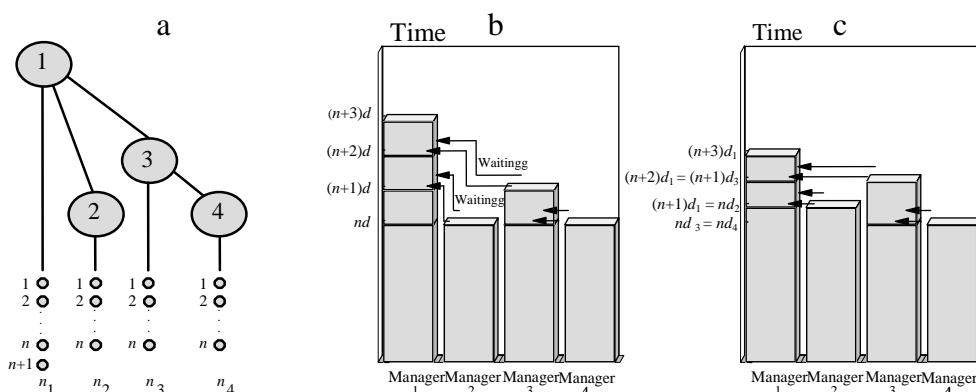 a
1
2
3
4
1 1 1 1
2 2 2 2
n n n n
n+1
n1 n2 n3 n4
b
Time
(n+3)d
(n+2)d
(n+1)d
nd
Waitingg
Waitingg
Manager Manager Manager Manager
1 2 3 4
c
Time
(n+3)d1
(n+2)d1 = (n+1)d3
(n+1)d1 = nd2
nd3 = nd4
Manager Manager Manager Manager
1 2 3 4